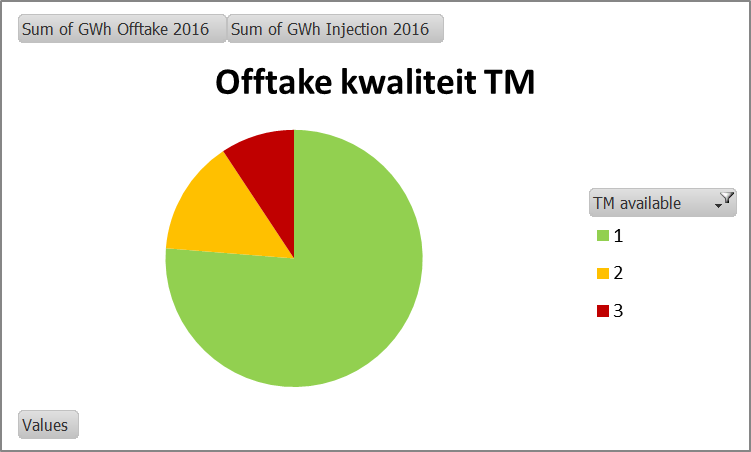 Sum of GWh Offtake 2016
Sum of GWh Injection 2016
Offtake kwaliteit TM
TM available
1
2
3
Values